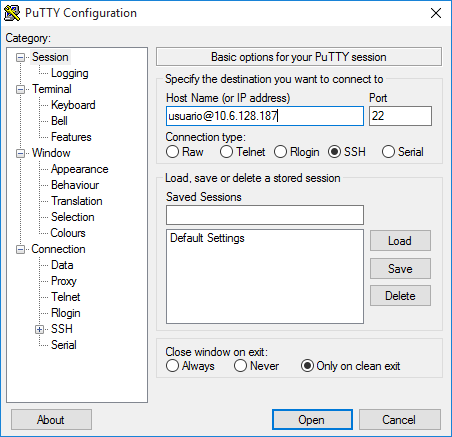 PuTTY Configuration
Category:
Session
Logging
Terminal
Keyboard
Bell
Features
Window
Appearance
Behaviour
Translation
Selection
Colours
Connection
Data
Proxy
Telnet
Rlogin
SSH
Serial
Basic options for your PuTTY session
Specify the destination you want to connect to
Host Name (or IP address) Port
usuario@10.6.128.187 22
Connection type:
Raw Telnet Rlogin SSH Serial
Load, save or delete a stored session
Saved Sessions
Default Settings
Load
Save
Delete
Close window on exit:
Always Never Only on clean exit
About Open Cancel